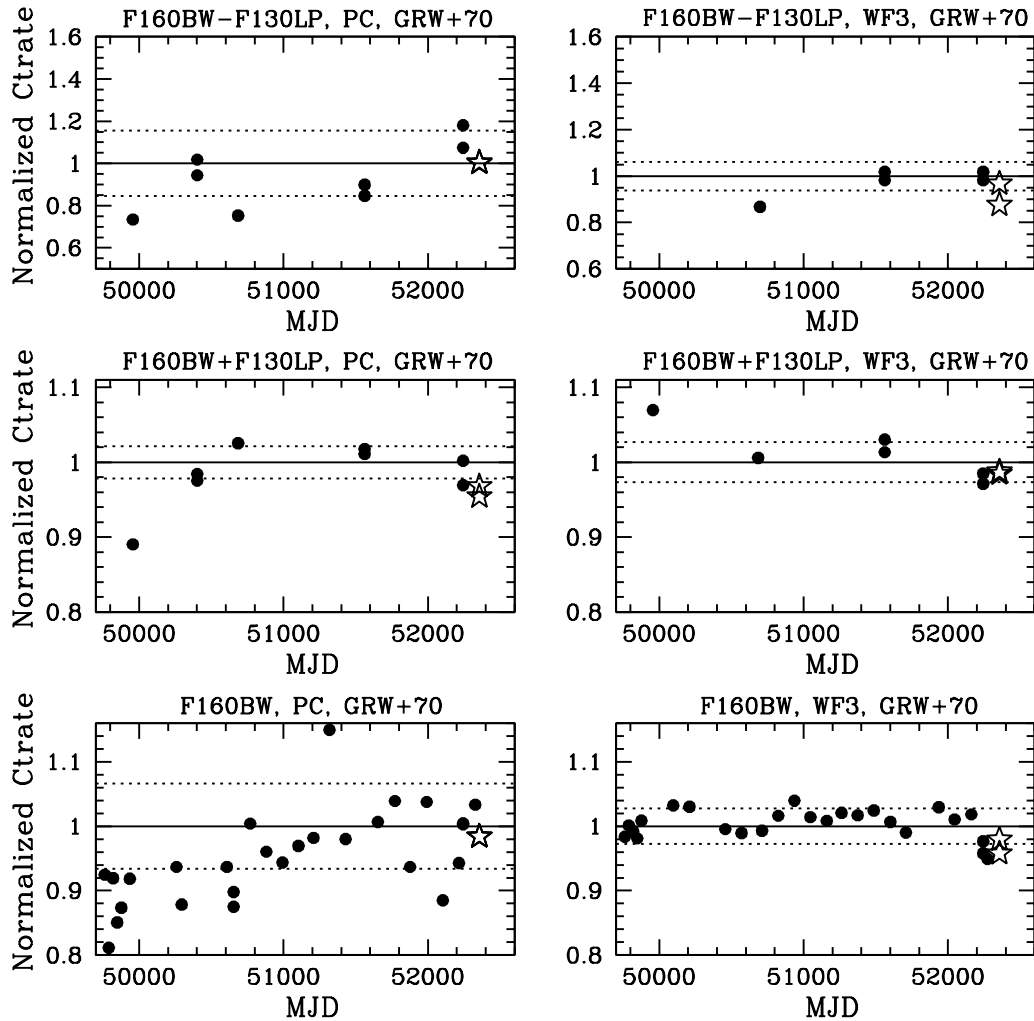 F160BW−F130LP, PC, GRW+70
Normalized Ctrate
1.6
1.4
1.2
1
0.8
0.6
50000 51000 52000
MJD
F160BW−F130LP, WF3, GRW+70
1.6
1.4
1.2
1
0.8
0.6
50000 51000 52000
MJD
F160BW+F130LP, PC, GRW+70
Normalized Ctrate
1.1
1
0.9
0.8
50000 51000 52000
MJD
F160BW+F130LP, WF3, GRW+70
1.1
1
0.9
0.8
50000 51000 52000
MJD
F160BW, PC, GRW+70
Normalized Ctrate
1.1
1
0.9
0.8
50000 51000 52000
MJD
F160BW, WF3, GRW+70
1.1
1
0.9
0.8
50000 51000 52000
MJD